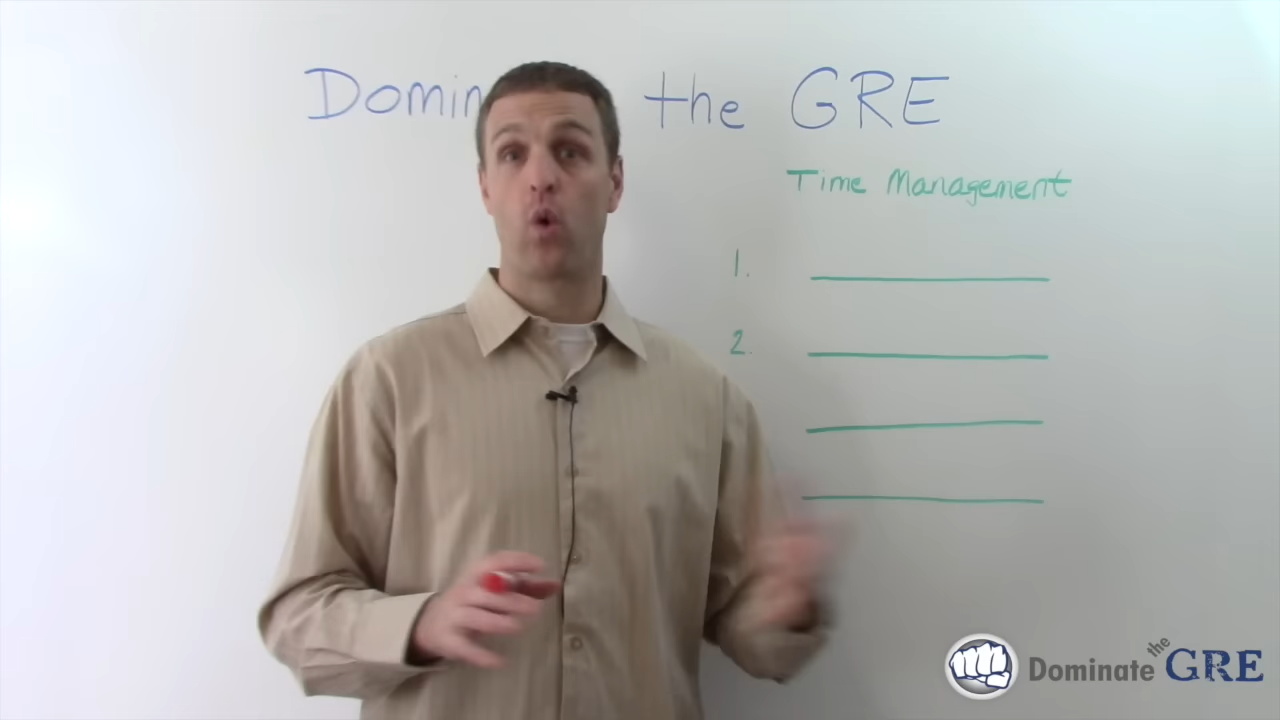 Domin the GRE
Time Management
1.
2.
Dominate the GRE